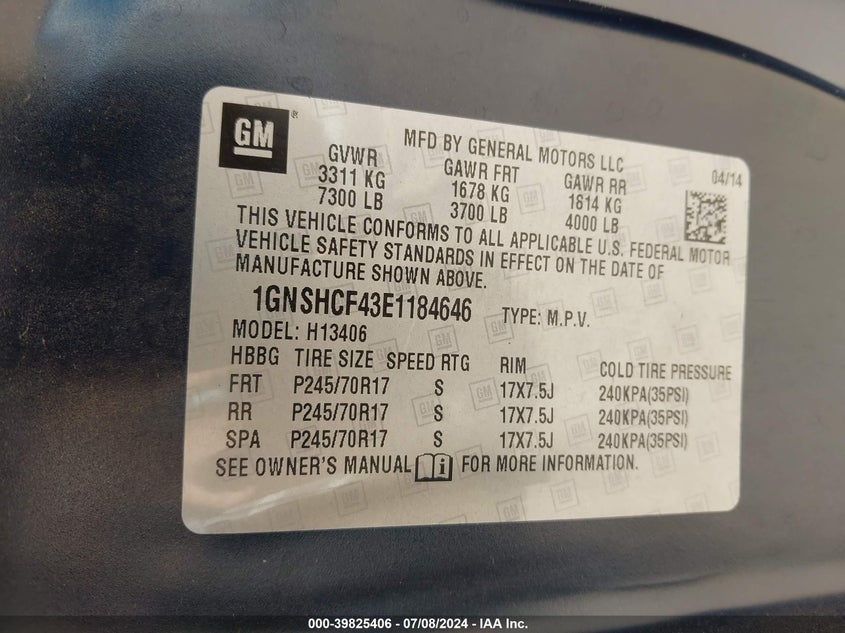 GM ®
MFD BY GENERAL MOTORS LLC
04/14
GVWR GAWR FRT GAWR RR
3311 KG 1678 KG 1814 KG
7300 LB 3700 LB 4000 LB
THIS VEHICLE CONFORMS TO ALL APPLICABLE U.S. FEDERAL MOTOR
VEHICLE SAFETY STANDARDS IN EFFECT ON THE DATE OF
MANUFACTURE SHOWN ABOVE.
1GNSHCF43E1184646 TYPE: M.P.V.
MODEL: H13406
HBBG TIRE SIZE SPEED RTG RIM COLD TIRE PRESSURE
FRT P245/70R17 S 17X7.5J 240KPA(35PSI)
RR P245/70R17 S 17X7.5J 240KPA(35PSI)
SPA P245/70R17 S 17X7.5J 240KPA(35PSI)
SEE OWNER'S MANUAL FOR MORE INFORMATION.
000-39825406 - 07/08/2024 - IAA Inc.